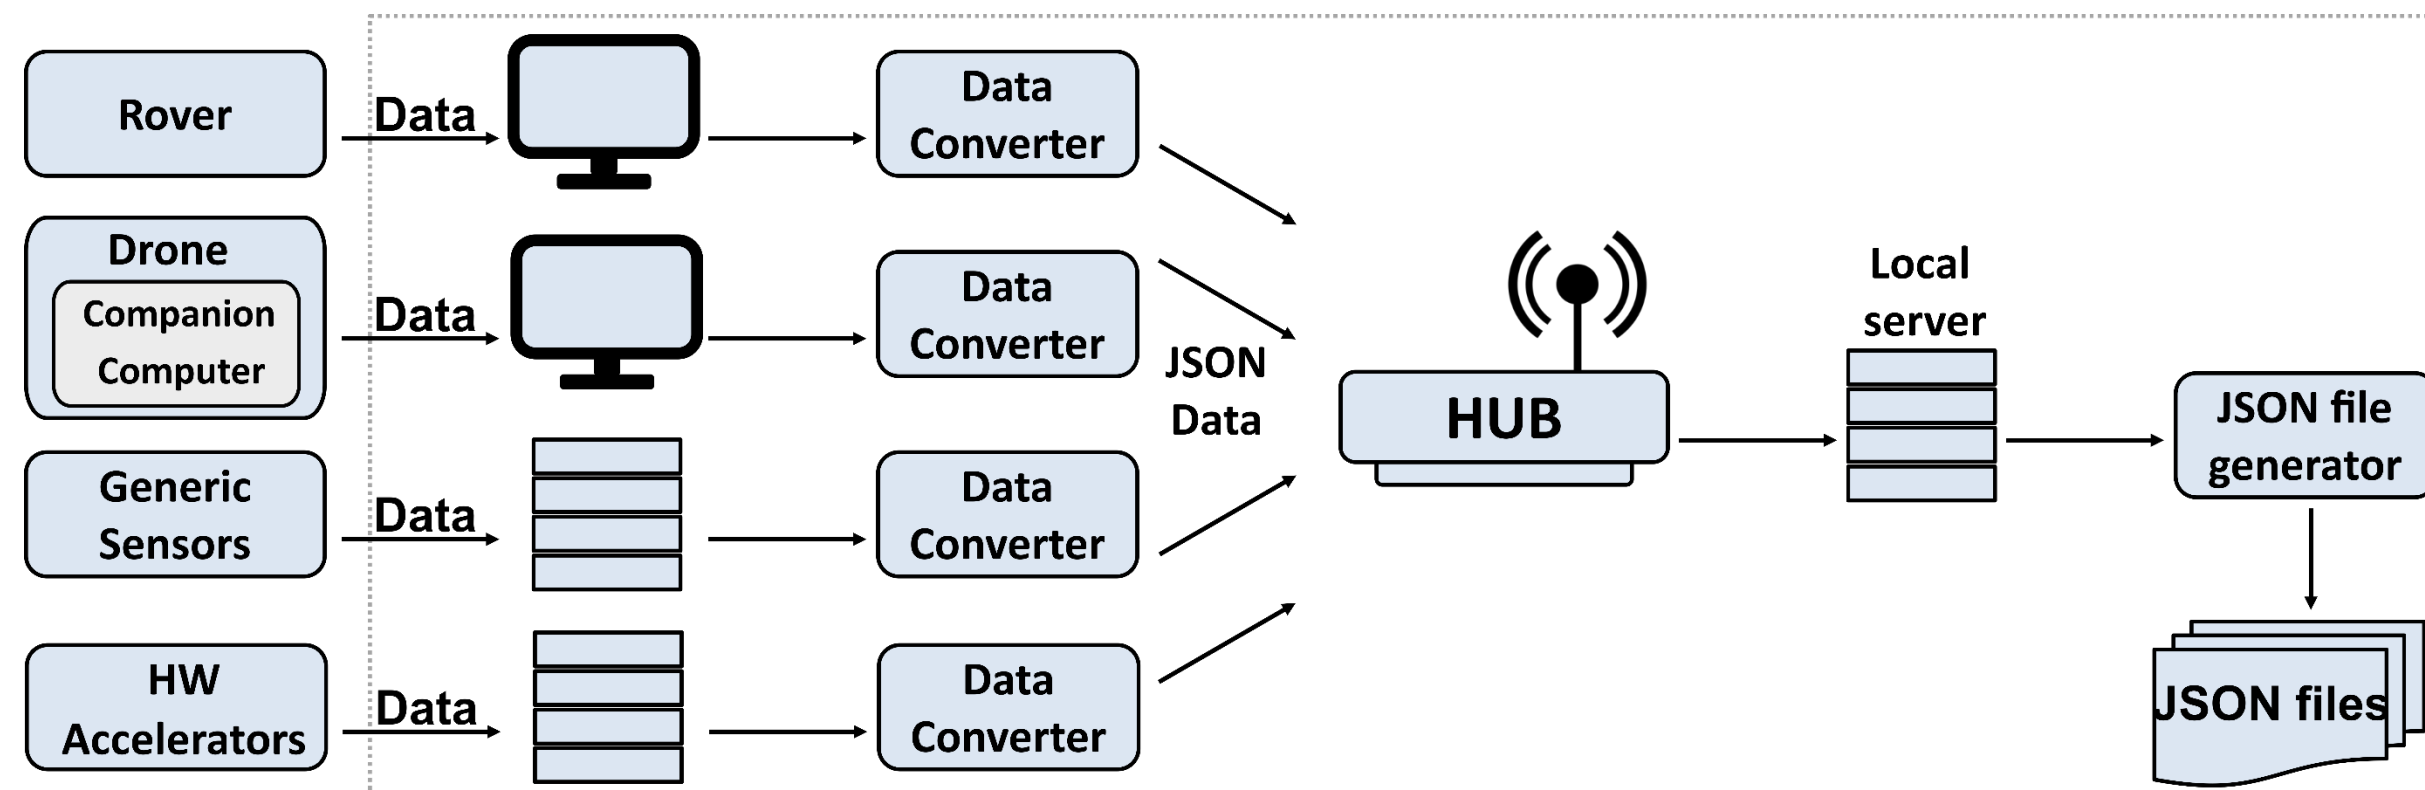 Rover
Data
Data
Converter
Drone
Companion
Computer
Data
Data
Converter
JSON
Data
Generic
Sensors
Data
Data
Converter
HW
Accelerators
Data
Data
Converter
HUB
Local
server
JSON file
generator
JSON files